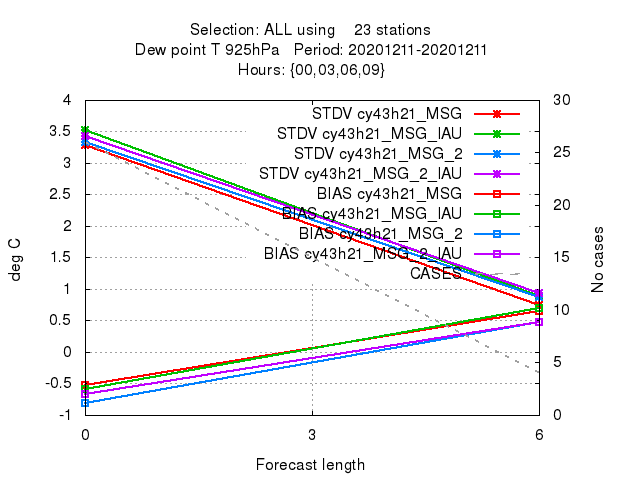 Selection: ALL using 23 stations
Dew point T 925hPa Period: 20201211-20201211
Hours: {00,03,06,09}
4 30
3.5
3
2.5
2
1.5
1
0.5
0
-0.5
-1
25
20
15
10
5
0
STDV cy43h21_MSG
STDV cy43h21_MSG_IAU
STDV cy43h21_MSG_2
STDV cy43h21_MSG_2_IAU
BIAS cy43h21_MSG
BIAS cy43h21_MSG_IAU
BIAS cy43h21_MSG_2
BIAS cy43h21_MSG_2_IAU
CASES
deg C
No cases
0 3 6
Forecast length